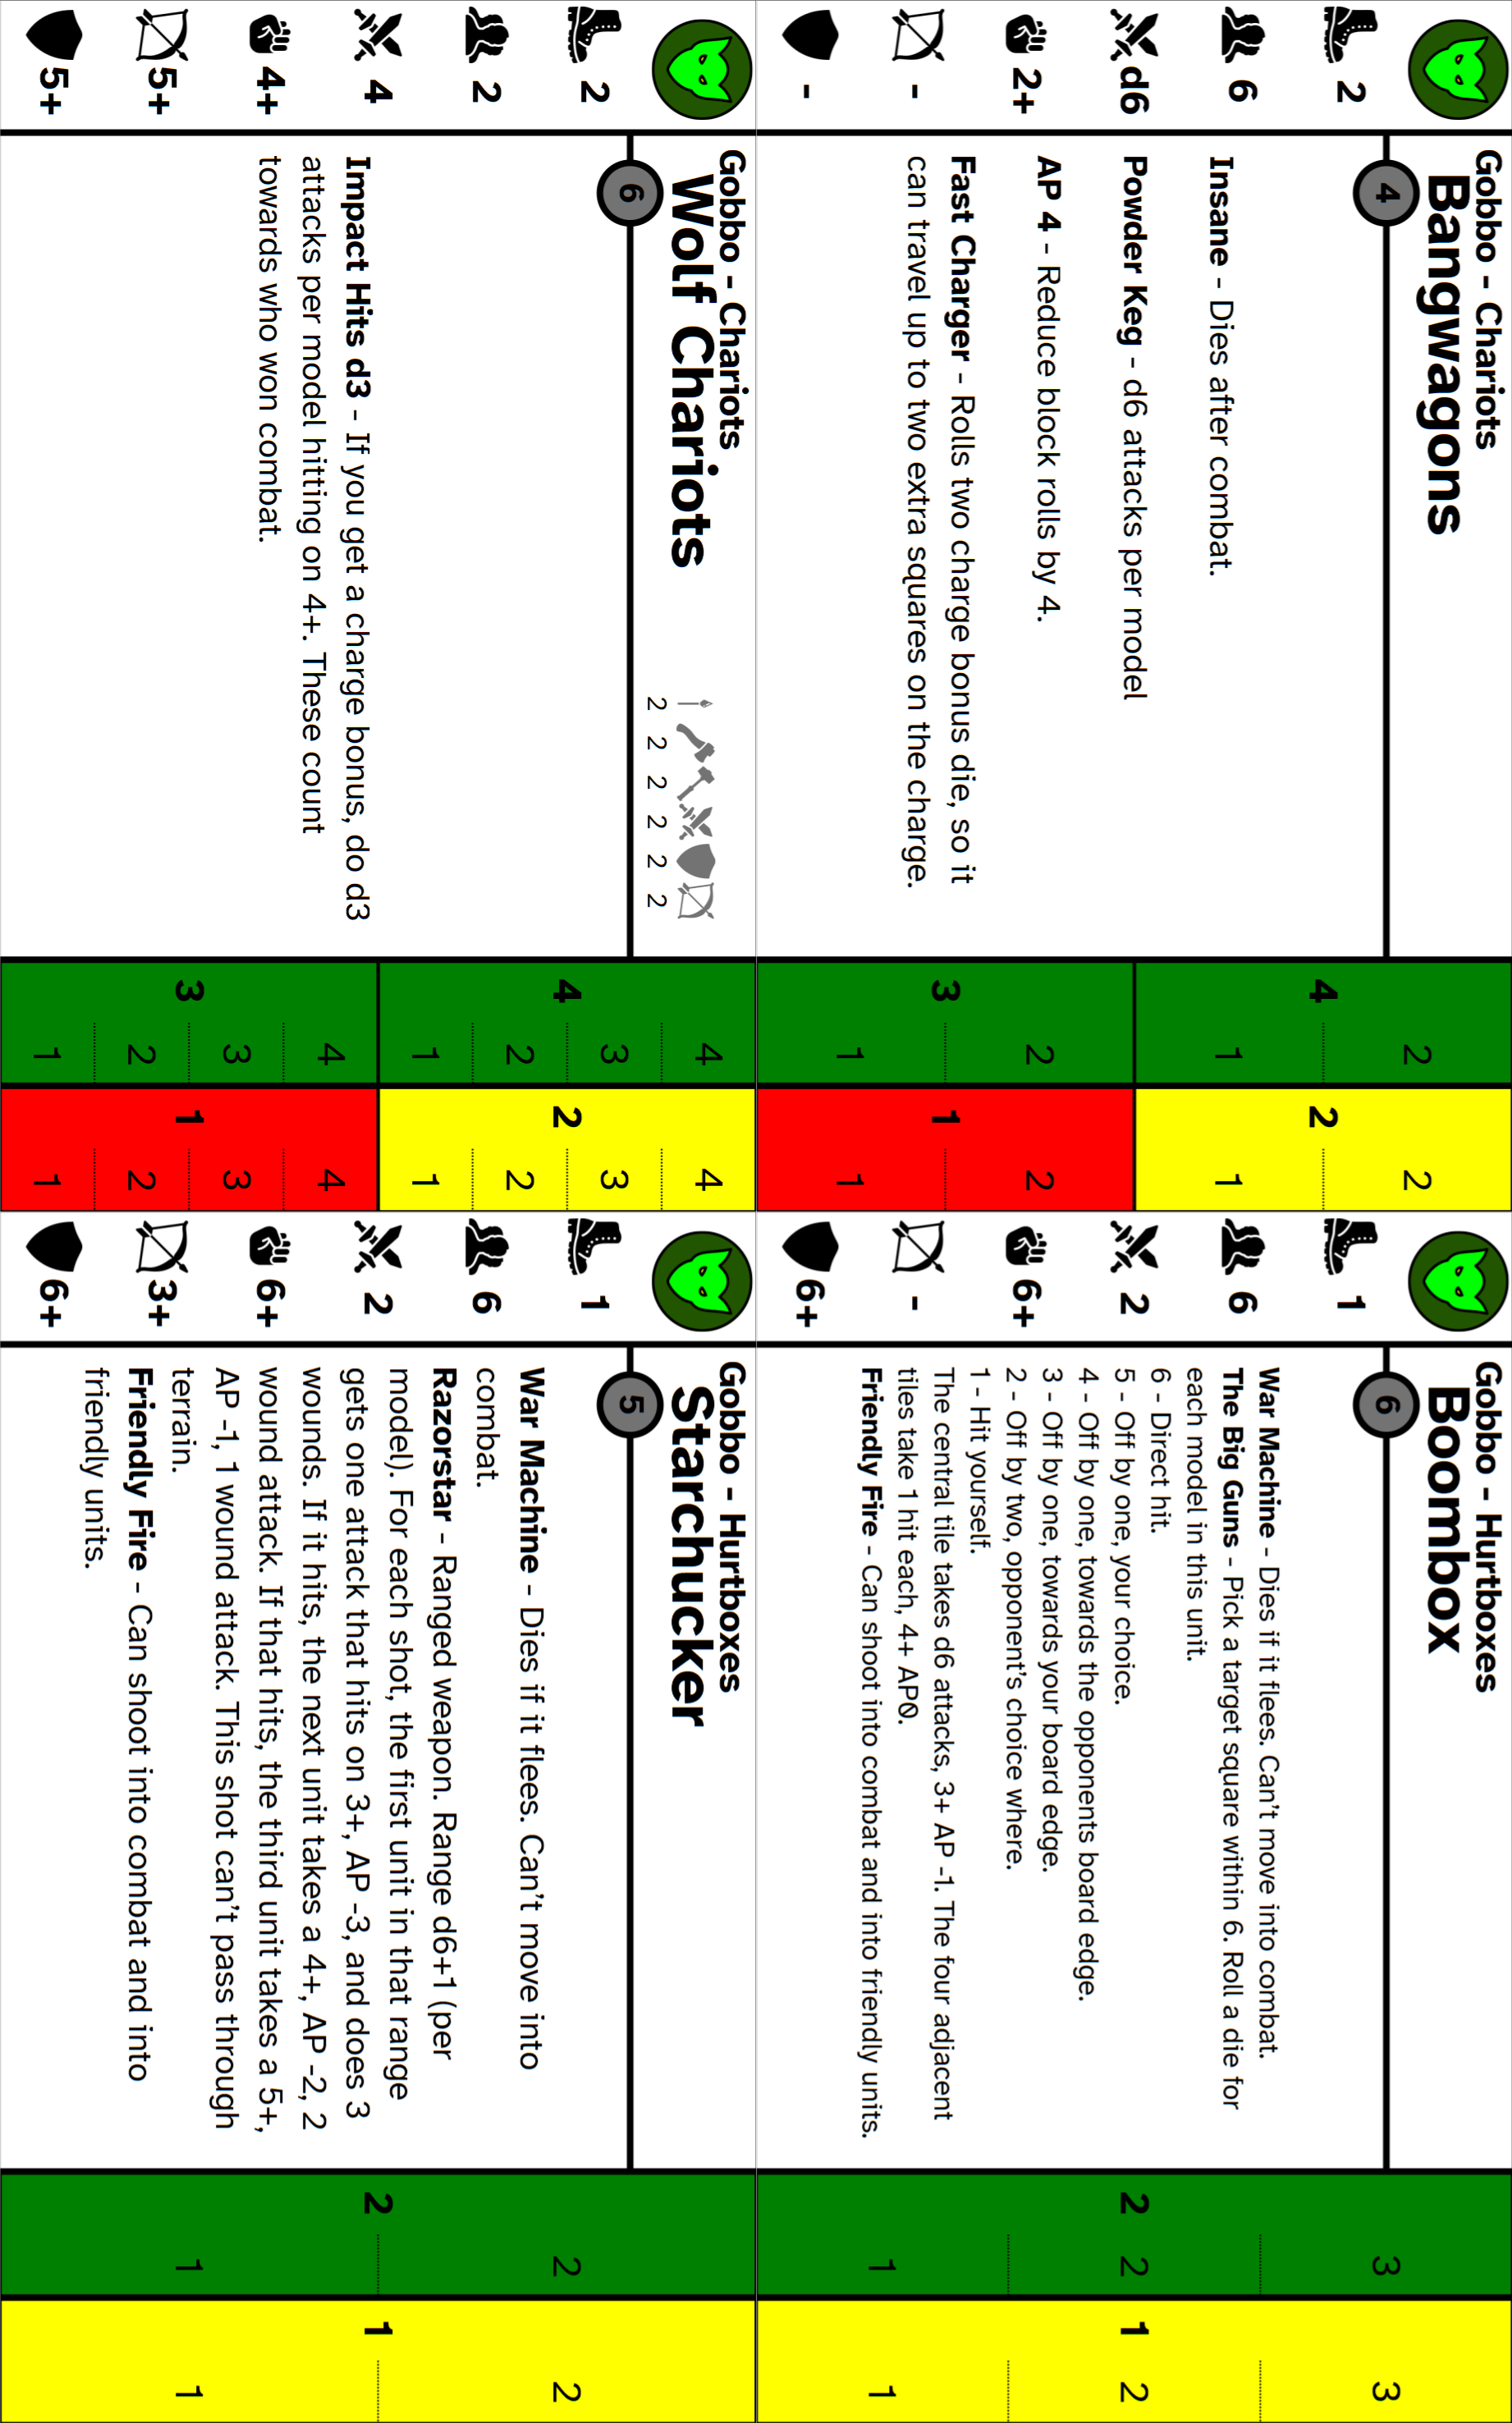 Gobbo - Chariots
Bangwagons
4
2
6
d6
2+
-
-
Insane - Dies after combat.
Powder Keg - d6 attacks per model
AP 4 - Reduce block rolls by 4.
Fast Charger - Rolls two charge bonus die, so it
can travel up to two extra squares on the charge.
4
2
1
3
2
1
2
2
1
1
2
1
Gobbo - Hurtboxes
Boombox
6
1
6
2
6+
-
6+
War Machine - Dies if it flees. Can't move into combat.
The Big Guns - Pick a target square within 6. Roll a die for
each model in this unit.
6 - Direct hit.
5 - Off by one, your choice.
4 - Off by one, towards the opponents board edge.
3 - Off by one, towards your board edge.
2 - Off by two, opponent's choice where.
1 - Hit yourself.
The central tile takes d6 attacks, 3+ AP -1. The four adjacent
tiles take 1 hit each, 4+ AP0.
Friendly Fire - Can shoot into combat and into friendly units.
2
3
2
1
1
3
2
1
Gobbo - Chariots
Wolf Chariots
2 2 2 2 2 2
6
2
2
4
4+
5+
5+
Impact Hits d3 - If you get a charge bonus, do d3
attacks per model hitting on 4+. These count
towards who won combat.
4
4
3
2
1
3
4
3
2
1
2
4
3
2
1
1
4
3
2
1
Gobbo - Hurtboxes
Starchucker
5
1
6
2
6+
3+
6+
War Machine - Dies if it flees. Can't move into
combat.
Razorstar - Ranged weapon. Range d6+1 (per
model). For each shot, the first unit in that range
gets one attack that hits on 3+, AP -3, and does 3
wounds. If it hits, the next unit takes a 4+, AP -2, 2
wound attack. If that hits, the third unit takes a 5+,
AP -1, 1 wound attack. This shot can't pass through
terrain.
Friendly Fire - Can shoot into combat and into
friendly units.
2
2
1
1
2
1